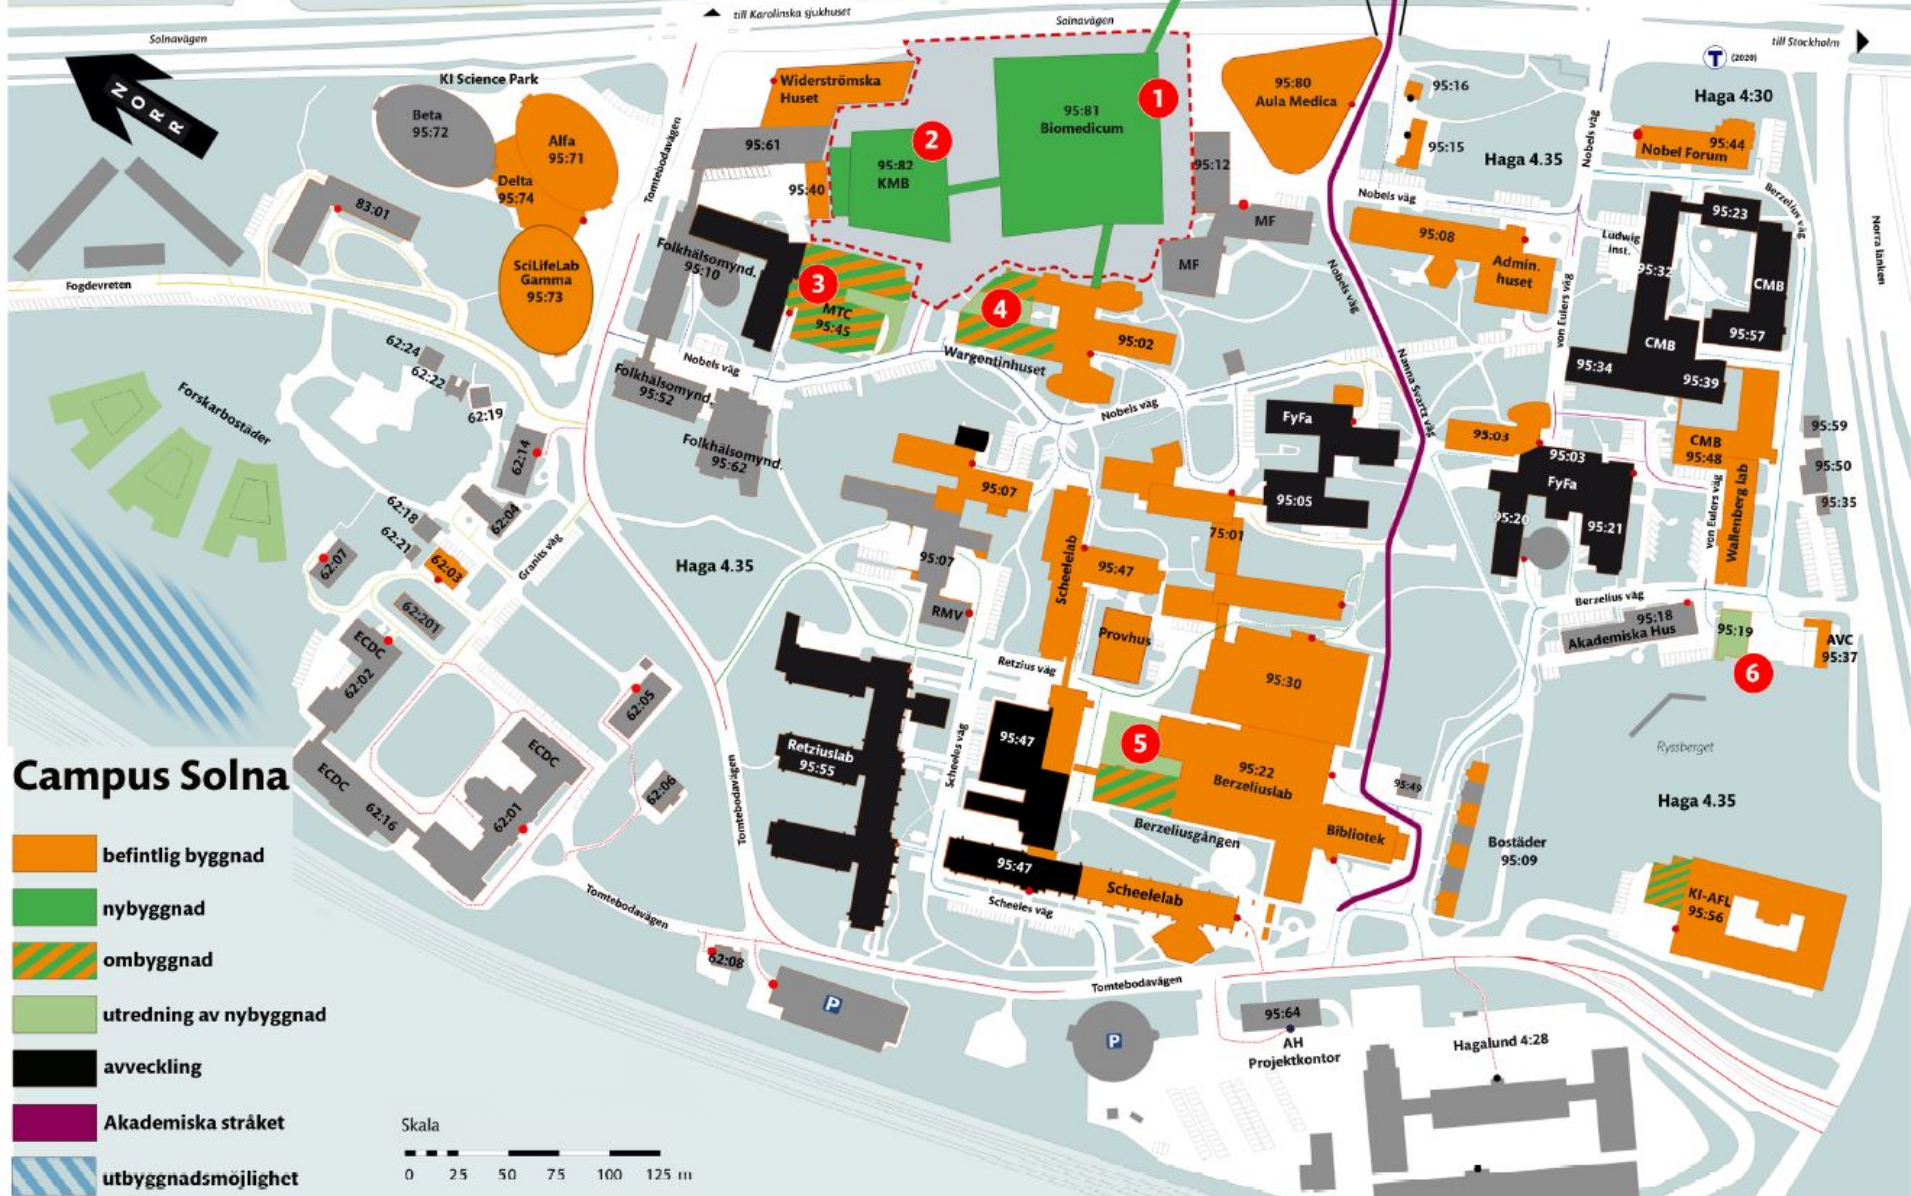 till Karolinska sjukhuset
Solnavägen
Solnavägen
till Stockholm
T (2020)
NORR
KI Science Park
Beta
95:72
Alfa
95:71
Delta
95:74
SciLifeLab
Gamma
95:73
83:01
Fogdevreten
Tomtebodavägen
Widerströmska
Huset
95:61
95:40
2
95:82
KMB
1
95:81
Biomedicum
95:12
MF
MF
95:80
Aula Medica
95:16
95:15
Haga 4.35
Nobels väg
Haga 4:30
95:44
Nobel Forum
Berzelius väg
Norra länken
Nobels väg
95:08
Admin.
huset
Nobels väg
Ludwig
inst.
95:23
95:32
CMB
95:57
CMB
95:34
95:39
von Eulers väg
Folkhälsomynd.
95:10
3
MTC
95:45
4
95:02
Wargentinhuset
Nobels väg
Folkhälsomynd.
95:52
Folkhälsomynd.
95:62
Nobels väg
Namna Svartz väg
62:24
62:22
62:19
62:14
Forskarbostäder
62:18
62:21
62:04
62:03
62:07
62:201
Granits väg
ECDC
62:02
ECDC
62:16
ECDC
62:01
62:05
62:06
Haga 4.35
95:07
95:07
RMV
Scheelelab
95:47
75:01
Provhus
FyFa
95:05
95:03
95:03
FyFa
95:20
95:21
CMB
95:48
Wallenberg lab
von Eulers väg
95:59
95:50
95:35
Berzelius väg
95:18
Akademiska Hus
95:19
6
AVC
95:37
Ryssberget
Haga 4.35
Retzius väg
95:30
Retziuslab
95:55
Scheeles väg
95:47
5
95:22
Berzeliuslab
95:49
Berzeliusgången
Bibliotek
Bostäder
95:09
95:47
Scheelelab
Scheeles väg
KI-AFL
95:56
Tomtebodavägen
Tomtebodavägen
62:08
P
Tomtebodavägen
P
95:64
AH
Projektkontor
Hagalund 4:28
Campus Solna
befintlig byggnad
nybyggnad
ombyggnad
utredning av nybyggnad
avveckling
Akademiska stråket
utbyggnadsmöjlighet
Skala
0 25 50 75 100 125 m